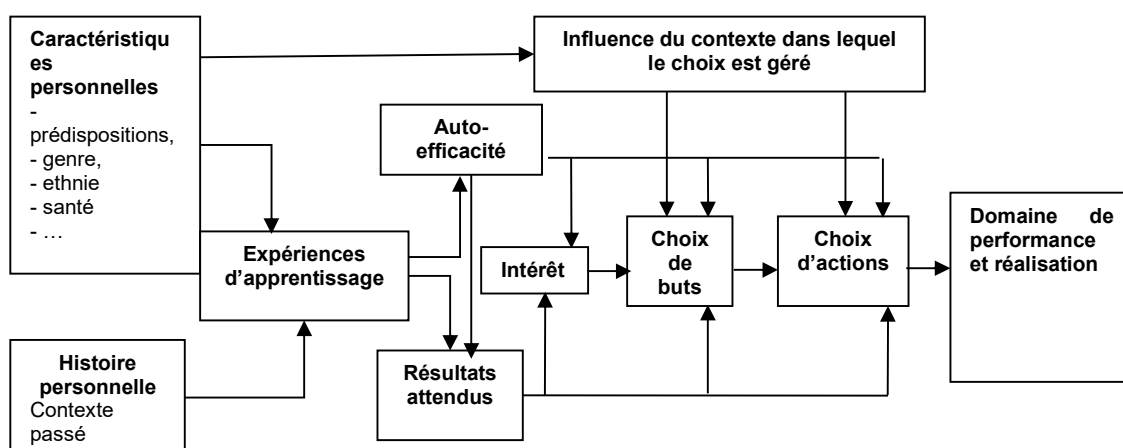 Caractéristiqu
es
personnelles
-
prédispositions,
- genre,
- ethnie
- santé
- …
Influence du contexte dans lequel
le choix est géré
Auto-
efficacité
Expériences
d’apprentissage
Intérêt
Choix
de
buts
Choix
d’actions
Domaine de
performance
et réalisation
Histoire
personnelle
Contexte
passé
Résultats
attendus